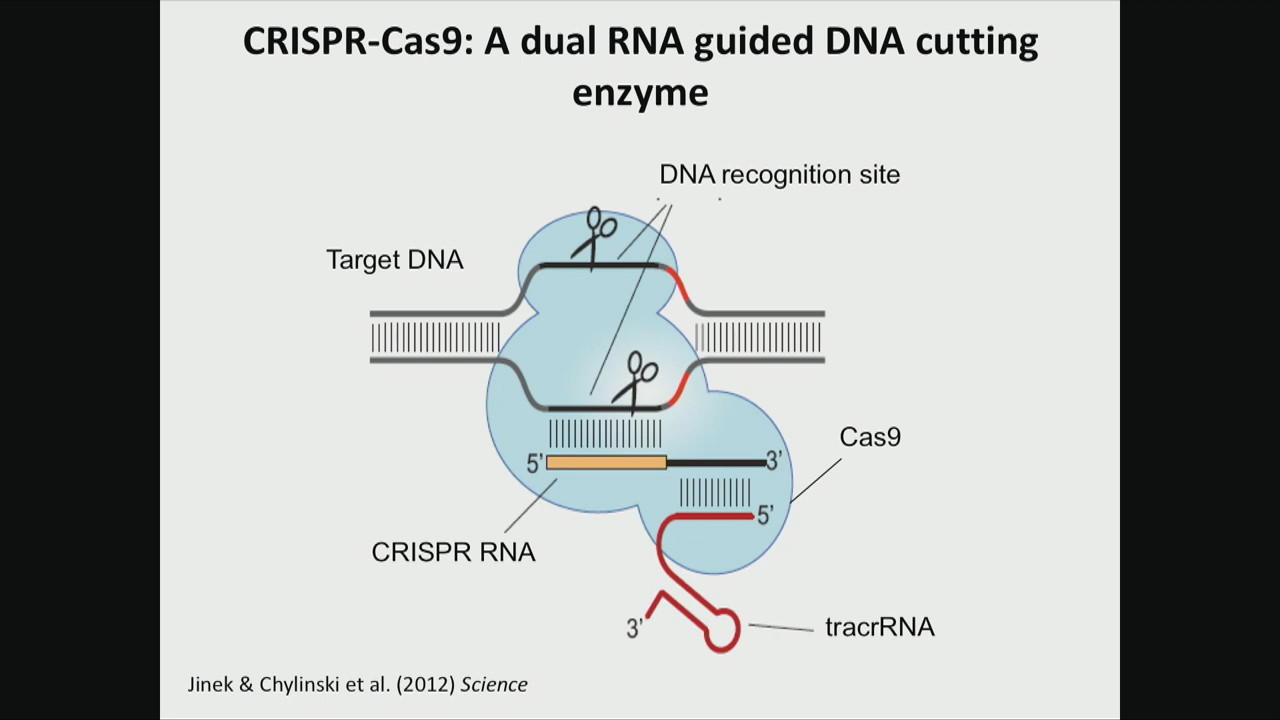 CRISPR-Cas9: A dual RNA guided DNA cutting
enzyme
DNA recognition site
Target DNA
Cas9
5’
3’
5’
CRISPR RNA
3’
tracrRNA
Jinek & Chylinski et al. (2012) Science